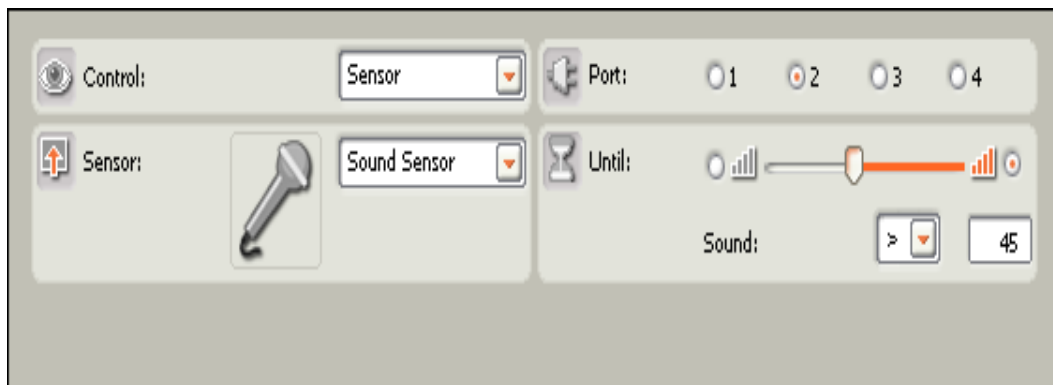 Control: Sensor
Port: 1 2 3 4
Sensor: Sound Sensor
Until:
Sound: > 45